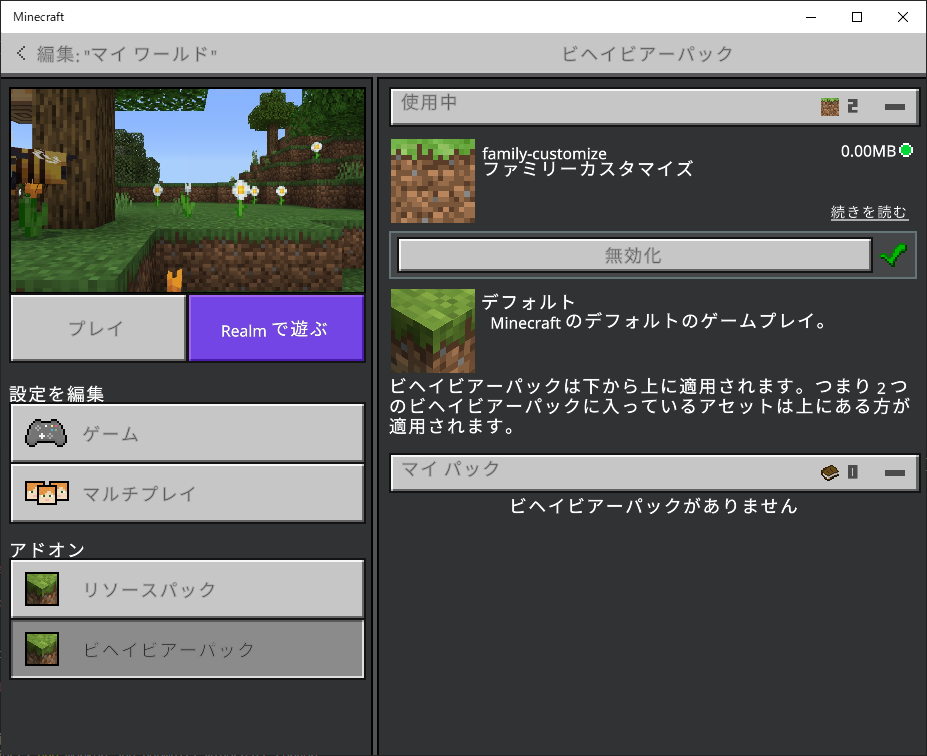 Minecraft
編集:"マイ ワールド"
ビヘイビアーパック
プレイ
Realm で遊ぶ
設定を編集
ゲーム
マルチプレイ
アドオン
リソースパック
ビヘイビアーパック
使用中
2
family-customize
0.00MB
ファミリーカスタマイズ
続きを読む
無効化
デフォルト
Minecraft のデフォルトのゲームプレイ。
ビヘイビアーパックは下から上に適用されます。つまり 2 つ
のビヘイビアーパックに入っているアセットは上にある方が
適用されます。
マイ パック
0
ビヘイビアーパックがありません